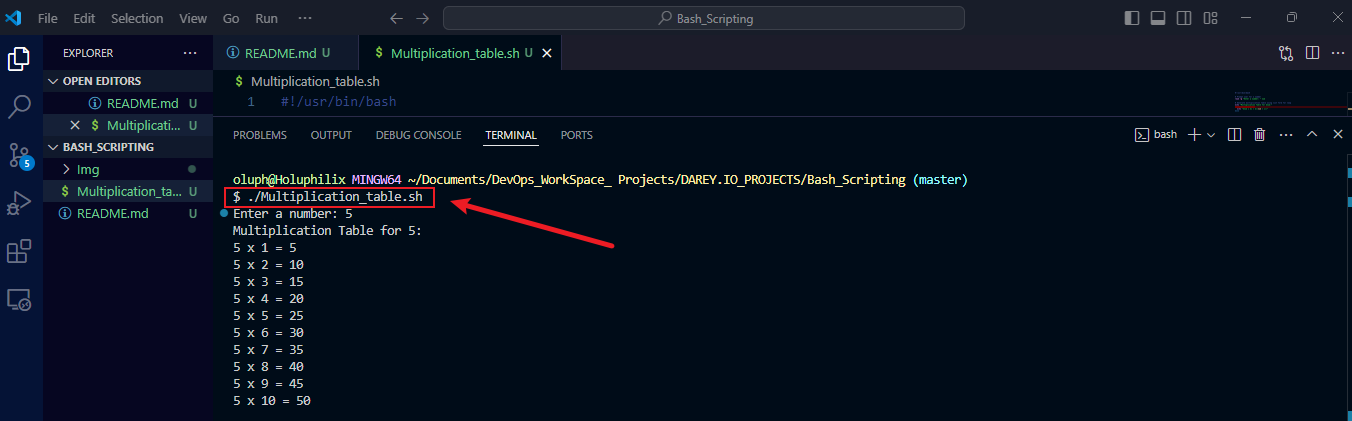 File Edit Selection View Go Run ··· Bash_Scripting
EXPLORER ···
OPEN EDITORS
README.md U
Multiplicati... U
BASH_SCRIPTING
Img
Multiplication_ta... U
README.md U
5
README.md U Multiplication_table.sh U
$ Multiplication_table.sh
1 #!/usr/bin/bash
PROBLEMS OUTPUT DEBUG CONSOLE TERMINAL PORTS bash
oluph@Holuphilix MINGW64 ~/Documents/DevOps_WorkSpace_ Projects/DAREY.IO_PROJECTS/Bash_Scripting (master)
$ ./Multiplication_table.sh
Enter a number: 5
Multiplication Table for 5:
5 x 1 = 5
5 x 2 = 10
5 x 3 = 15
5 x 4 = 20
5 x 5 = 25
5 x 6 = 30
5 x 7 = 35
5 x 8 = 40
5 x 9 = 45
5 x 10 = 50